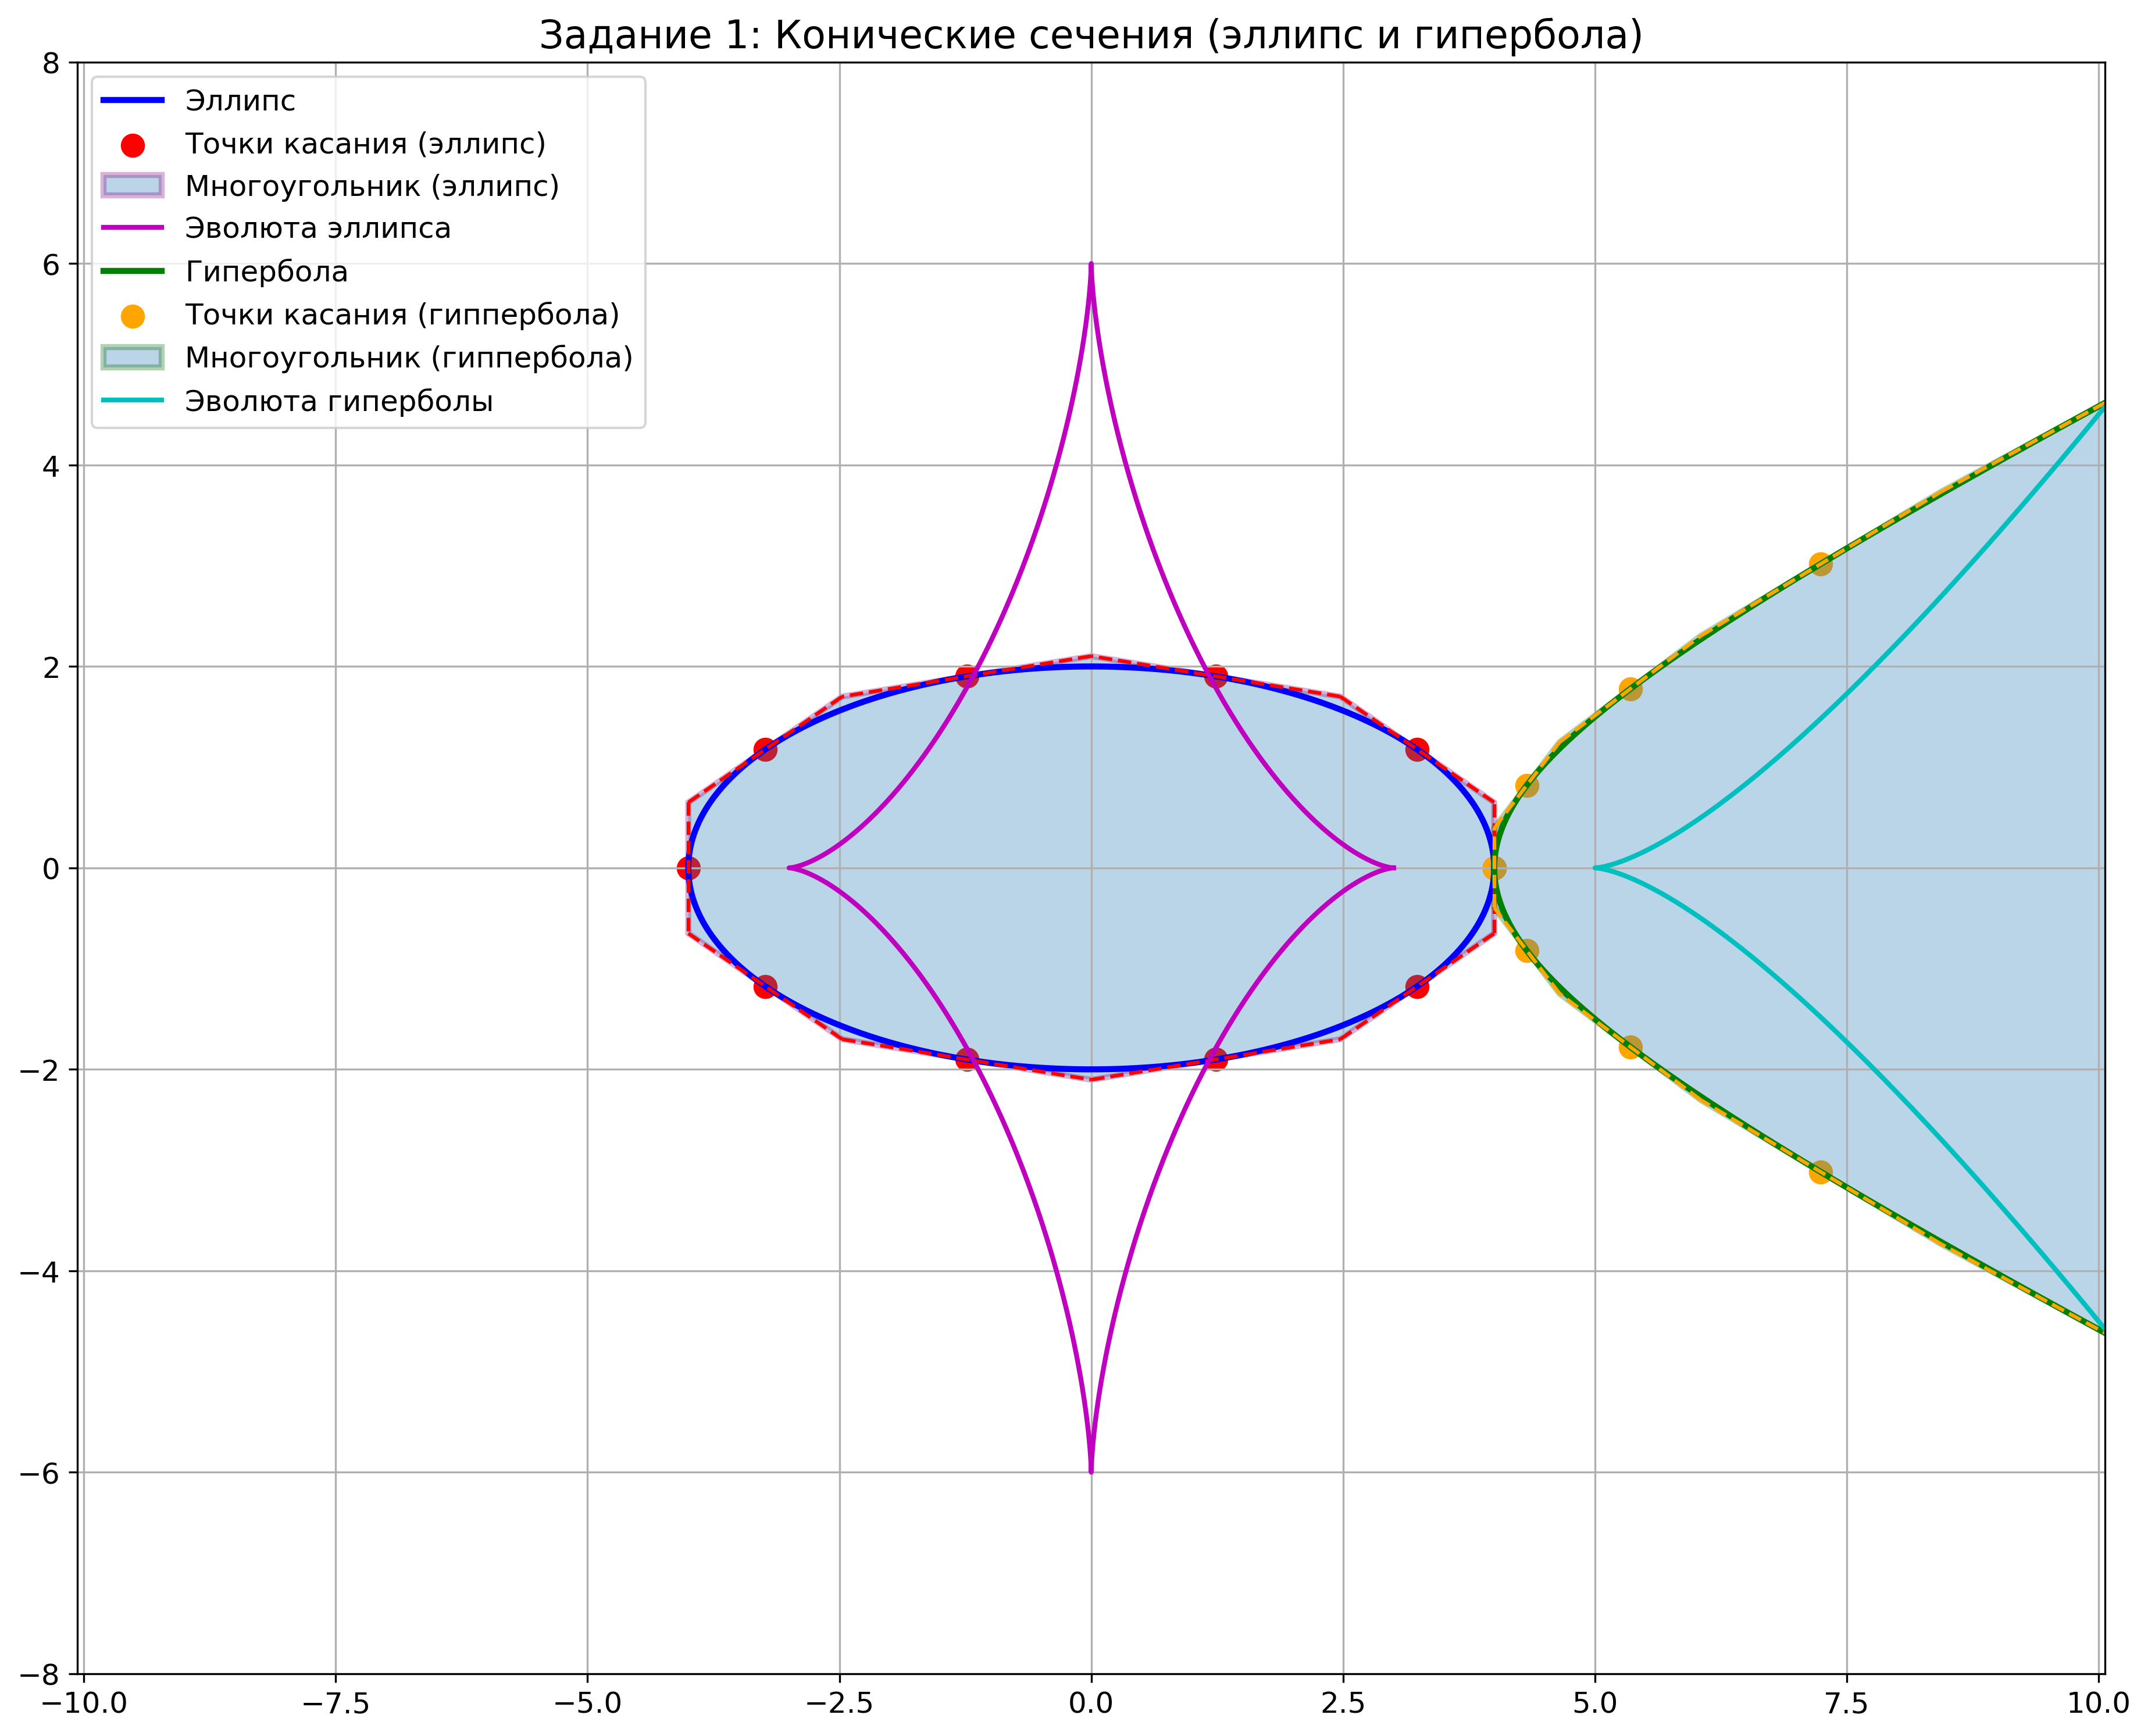 Задание 1: Конические сечения (эллипс и гипербола)
8
Эллипс
Точки касания (эллипс)
Многоугольник (эллипс)
Эволюта эллипса
6
Гипербола
Точки касания (гиппербола)
Многоугольник (гиппербола)
Эволюта гиперболы
4
2
0
−2
−4
−6
−8
−10.0 −7.5 −5.0 −2.5 0.0 2.5 5.0 7.5 10.0